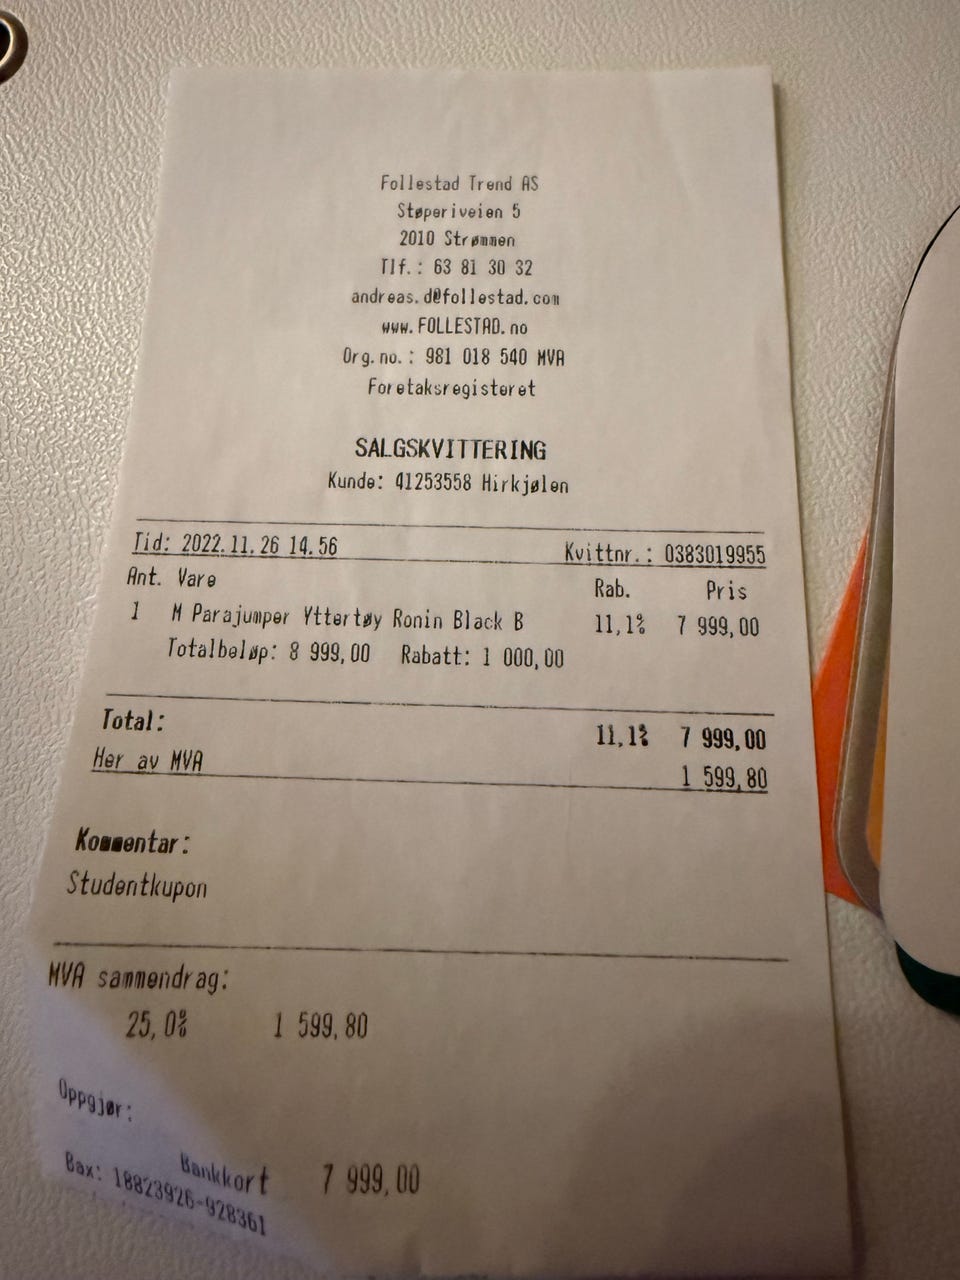 Follestad Trend AS
Støperiveien 5
2010 Strømmen
Tlf.: 63 81 30 32
andreas.d@follestad.com
www.FOLLESTAD.no
Org.no.: 981 018 540 MVA
Foretaksregisteret
SALGSKVITTERING
Kunde: 41253558 Hirkjølen
Tid: 2022.11.26 14.56 Kvittnr.: 0383019955
Ant. Vare Rab. Pris
1 M Parajumper Yttertøy Ronin Black B 11,1% 7 999,00
Totalbeløp: 8 999,00 Rabatt: 1 000,00
Total: 11,1% 7 999,00
Her av MVA 1 599,80
Kommentar:
Studentkupon
MVA sammendrag:
25,0% 1 599,80
Oppgjør:
Bankkort 7 999,00
Bax: 18823926-928361